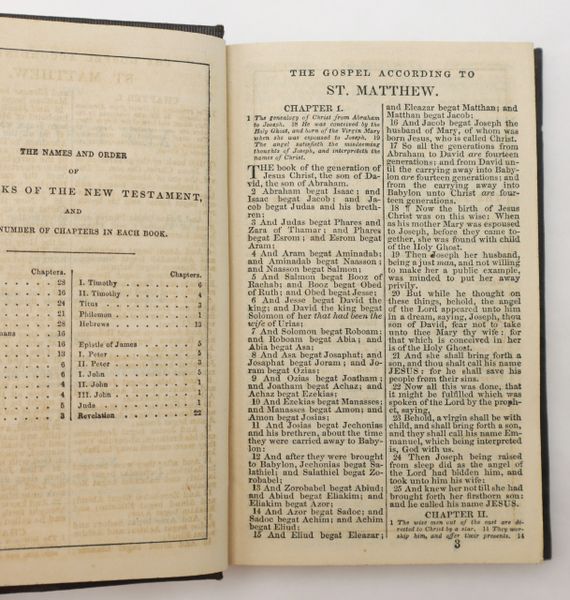 THE NAMES AND ORDER
OF
KS OF THE NEW TESTAMENT,
AND
NUMBER OF CHAPTERS IN EACH BOOK.
Chapters.
28
16
24
21
28
mans 16
16
13
6
6
4
4
5
3
Chapters.
I. Timothy 6
II. Timothy 4
Titus 3
Philemon 1
Hebrews 13
Epistle of James 5
I. Peter 5
II. Peter 3
I. John 5
II. John 1
III. John 1
Jude 1
Revelation 22
THE GOSPEL ACCORDING TO
ST. MATTHEW.
CHAPTER I.
1 The genealogy of Christ from Abraham
to Joseph. 18 He was conceived by the
Holy Ghost, and born of the Virgin Mary
when she was espoused to Joseph. 19
The angel satisfieth the misdeeming
thoughts of Joseph, and interpreteth the
names of Christ.
THE book of the generation of
Jesus Christ, the son of Da-
vid, the son of Abraham.
2 Abraham begat Isaac; and
Isaac begat Jacob; and Ja-
cob begat Judas and his breth-
ren;
3 And Judas begat Phares and
Zara of Thamar; and Phares
begat Esrom; and Esrom begat
Aram;
4 And Aram begat Aminadab;
and Aminadab begat Naasson;
and Naasson begat Salmon;
5 And Salmon begat Booz of
Rachab; and Booz begat Obed
of Ruth; and Obed begat Jesse;
6 And Jesse begat David the
king; and David the king begat
Solomon of her that had been the
wife of Urias;
7 And Solomon begat Roboam;
and Roboam begat Abia; and
Abia begat Asa;
8 And Asa begat Josaphat; and
Josaphat begat Joram; and Jo-
ram begat Ozias;
9 And Ozias begat Joatham;
and Joatham begat Achaz; and
Achaz begat Ezekias;
10 And Ezekias begat Manasses;
and Manasses begat Amon; and
Amon begat Josias;
11 And Josias begat Jechonias
and his brethren, about the time
they were carried away to Baby-
lon:
12 And after they were brought
to Babylon, Jechonias begat Sa-
lathiel; and Salathiel begat Zo-
robabel;
13 And Zorobabel begat Abiud;
and Abiud begat Eliakim; and
Eliakim begat Azor;
14 And Azor begat Sadoc; and
Sadoc begat Achim; and Achim
begat Eliud;
15 And Eliud begat Eleazar;
and Eleazar begat Matthan; and
Matthan begat Jacob;
16 And Jacob begat Joseph the
husband of Mary, of whom was
born Jesus, who is called Christ.
17 So all the generations from
Abraham to David are fourteen
generations; and from David un-
til the carrying away into Baby-
lon are fourteen generations; and
from the carrying away into
Babylon unto Christ are four-
teen generations.
18 ¶ Now the birth of Jesus
Christ was on this wise: When
as his mother Mary was espoused
to Joseph, before they came to-
gether, she was found with child
of the Holy Ghost.
19 Then Joseph her husband,
being a just man, and not willing
to make her a public example,
was minded to put her away
privily.
20 But while he thought on
these things, behold, the angel
of the Lord appeared unto him
in a dream, saying, Joseph, thou
son of David, fear not to take
unto thee Mary thy wife: for
that which is conceived in her
is of the Holy Ghost.
21 And she shall bring forth a
son, and thou shalt call his name
JESUS: for he shall save his
people from their sins.
22 Now all this was done, that
it might be fulfilled which was
spoken of the Lord by the proph-
et, saying,
23 Behold, a virgin shall be with
child, and shall bring forth a son,
and they shall call his name Em-
manuel, which being interpreted
is, God with us.
24 Then Joseph being raised
from sleep did as the angel of
the Lord had bidden him, and
took unto him his wife:
25 And knew her not till she had
brought forth her firstborn son:
and he called his name JESUS.
CHAPTER II.
1 The wise men out of the east are di-
rected to Christ by a star. 11 They wor-
ship him, and offer their presents. 14
3